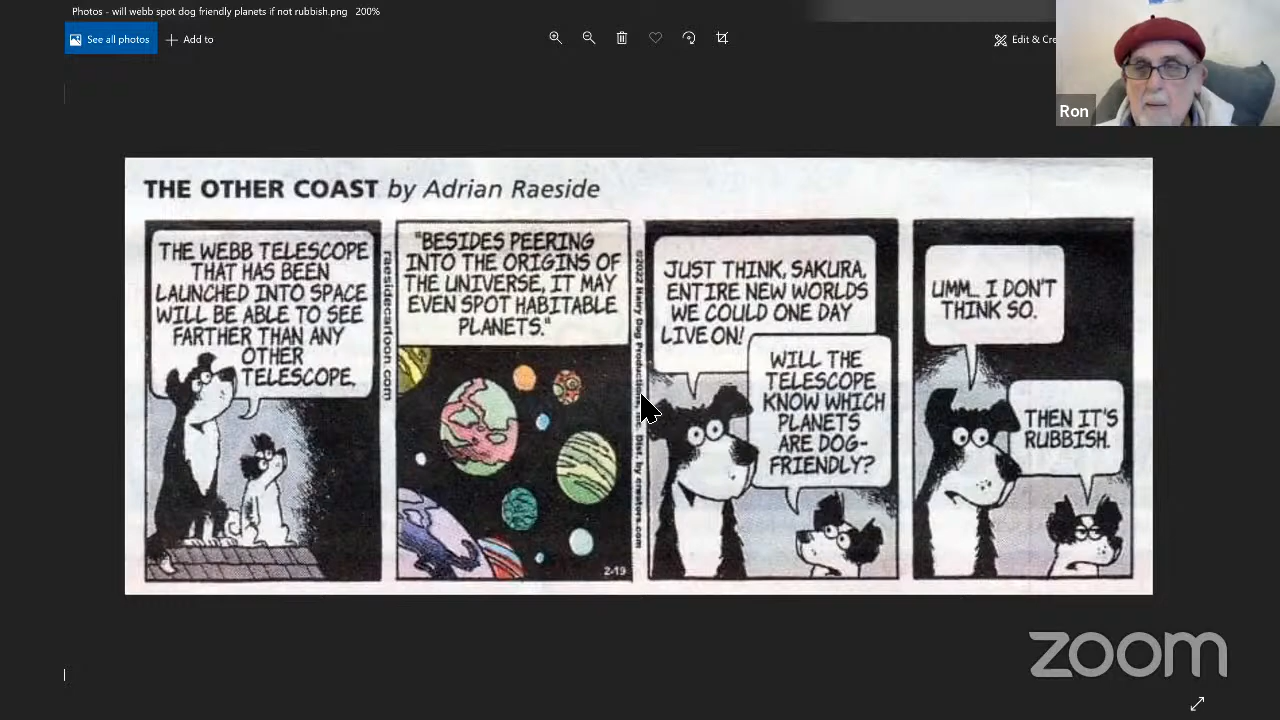 Photos - will webb spot dog friendly planets if not rubbish.png   200%
See all photos
Add to
Edit & Cre
Ron
THE OTHER COAST by Adrian Raeside
THE WEBB TELESCOPE
THAT HAS BEEN
LAUNCHED INTO SPACE
WILL BE ABLE TO SEE
FARTHER THAN ANY
OTHER
TELESCOPE.
raesidecartoon.com
"BESIDES PEERING
INTO THE ORIGINS OF
THE UNIVERSE, IT MAY
EVEN SPOT HABITABLE
PLANETS."
2-19
©2022 Hairy Dog Productions, Dist. by creators.com
JUST THINK, SAKURA,
ENTIRE NEW WORLDS
WE COULD ONE DAY
LIVE ON!
WILL THE
TELESCOPE
KNOW WHICH
PLANETS
ARE DOG-
FRIENDLY?
UMM... I DON'T
THINK SO.
THEN IT'S
RUBBISH.
zoom